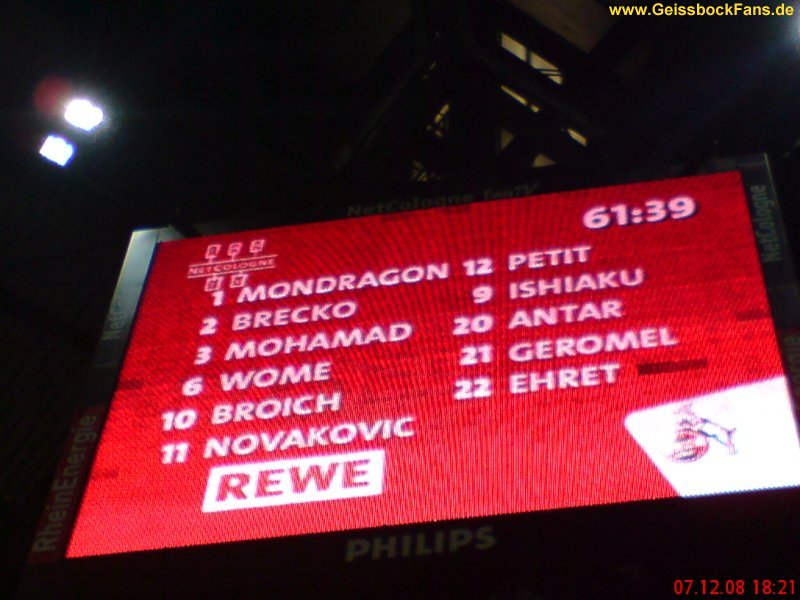 www.GeissbockFans.de
NetCologne FansTV
61:39
NETCOLOGNE
1 MONDRAGON
2 BRECKO
3 MOHAMAD
6 WOME
10 BROICH
11 NOVAKOVIC
12 PETIT
9 ISHIAKU
20 ANTAR
21 GEROMEL
22 EHRET
REWE
NetCologne
RheinEnergie
NetCologne
PHILIPS
07.12.08 18:21